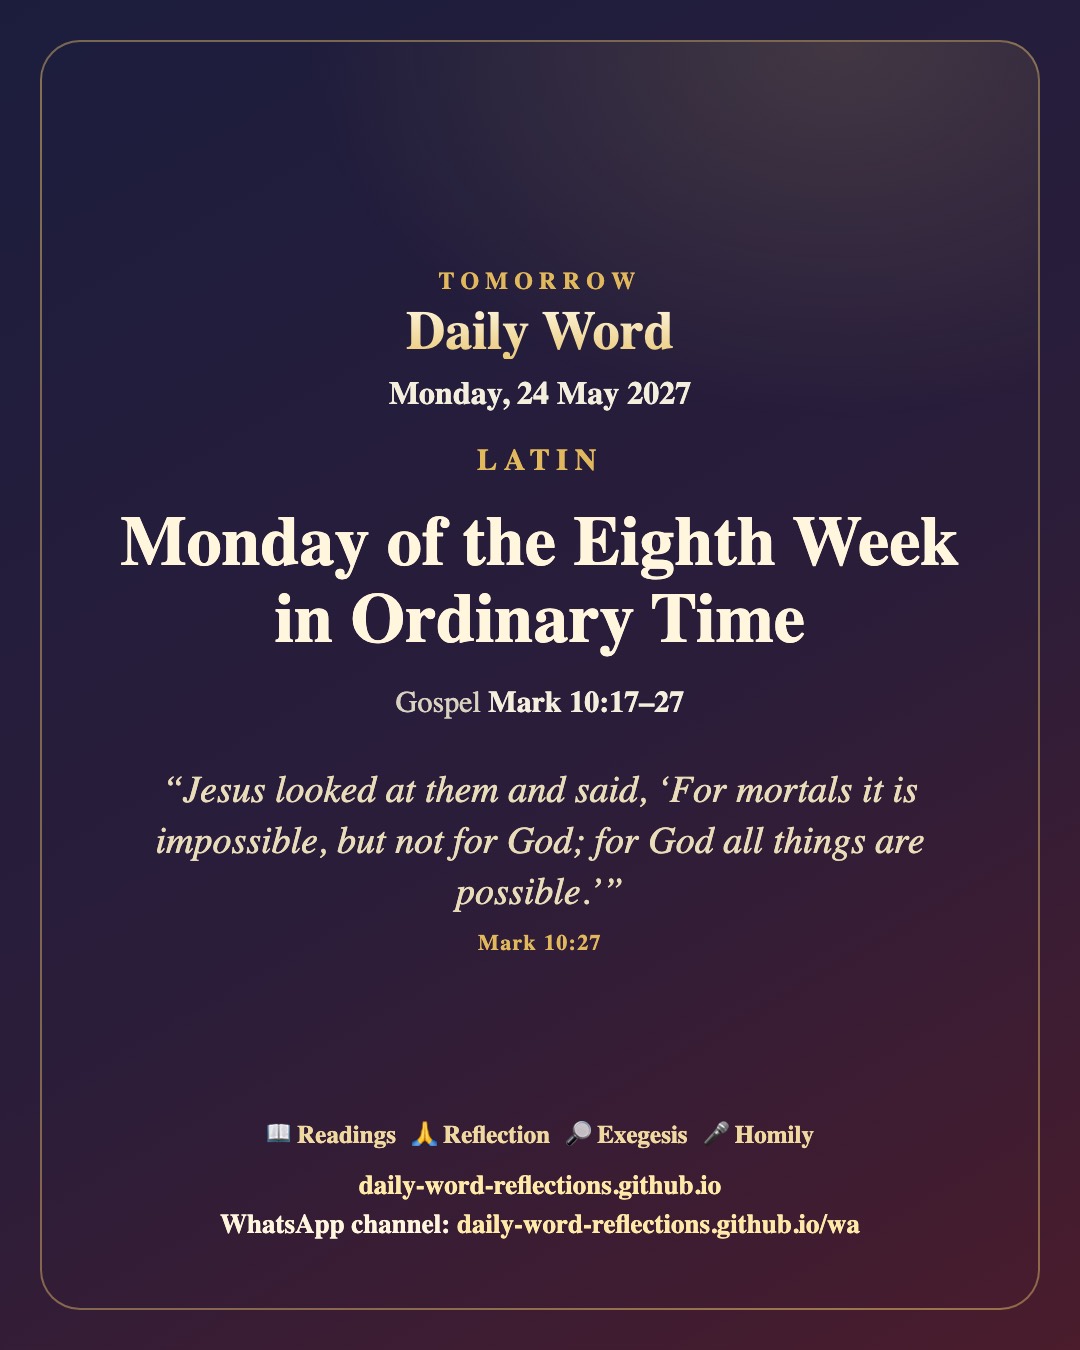 TOMORROW
Daily Word
Monday, 24 May 2027
LATIN
Monday of the Eighth Week
in Ordinary Time
Gospel Mark 10:17–27
“Jesus looked at them and said, ‘For mortals it is
impossible, but not for God; for God all things are
possible.’”
Mark 10:27
📖 Readings 🙏 Reflection 🔎 Exegesis 🎤 Homily
daily-word-reflections.github.io
WhatsApp channel: daily-word-reflections.github.io/wa